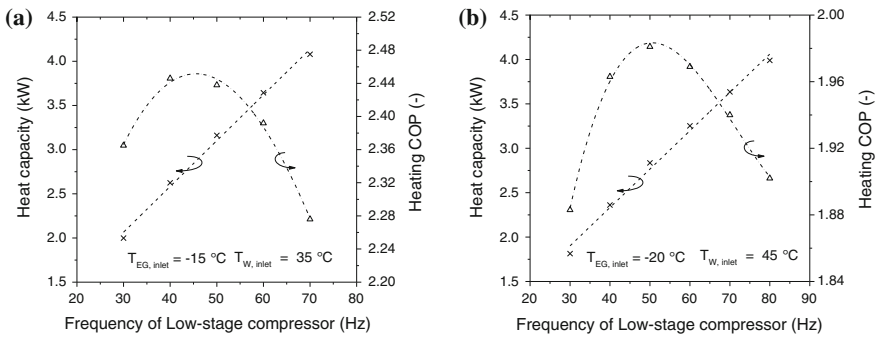 (a)
4.5
4.0
3.5
3.0
2.5
2.0
1.5
Heat capacity (kW)
2.52
2.48
2.44
2.40
2.36
2.32
2.28
2.24
2.20
Heating COP (-)
T_EG, inlet = -15 °C T_W, inlet = 35 °C
20 30 40 50 60 70 80
Frequency of Low-stage compressor (Hz)
(b)
4.5
4.0
3.5
3.0
2.5
2.0
1.5
Heat capacity (kW)
2.00
1.96
1.92
1.88
1.84
Heating COP (-)
T_EG, inlet = -20 °C T_W, inlet = 45 °C
20 30 40 50 60 70 80 90
Frequency of Low-stage compressor (Hz)